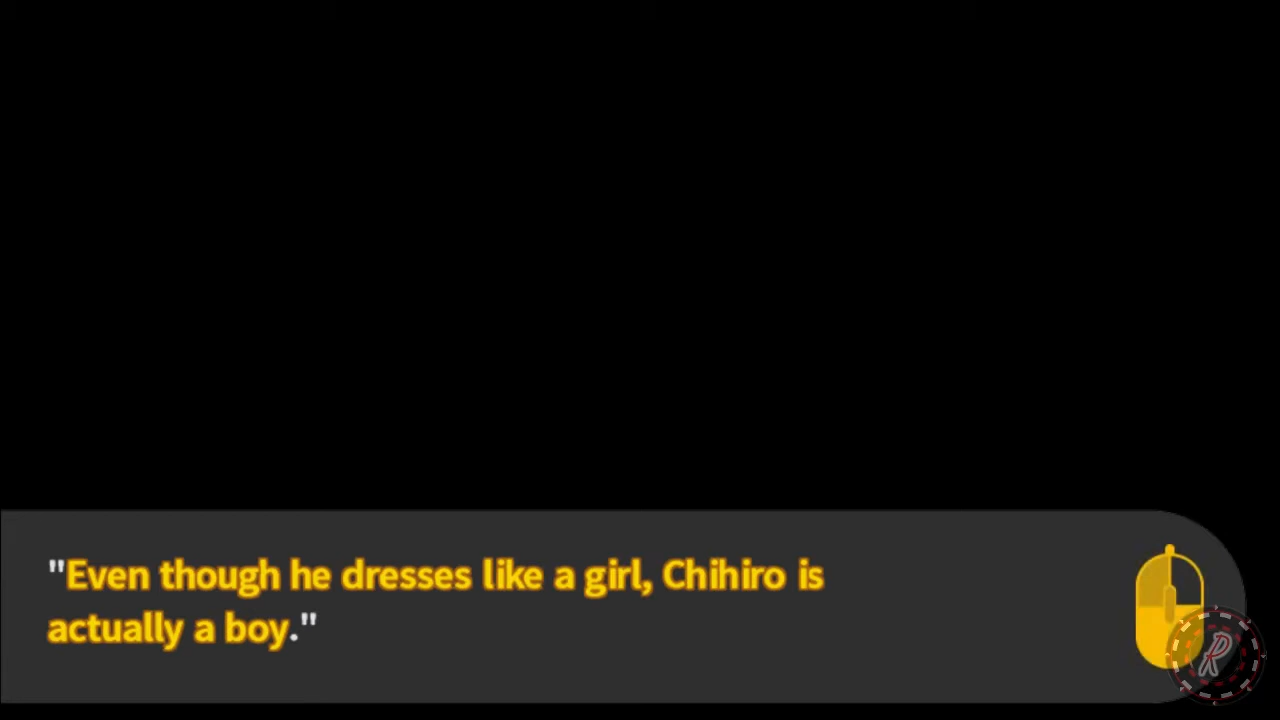 "Even though he dresses like a girl, Chihiro is
actually a boy."
R